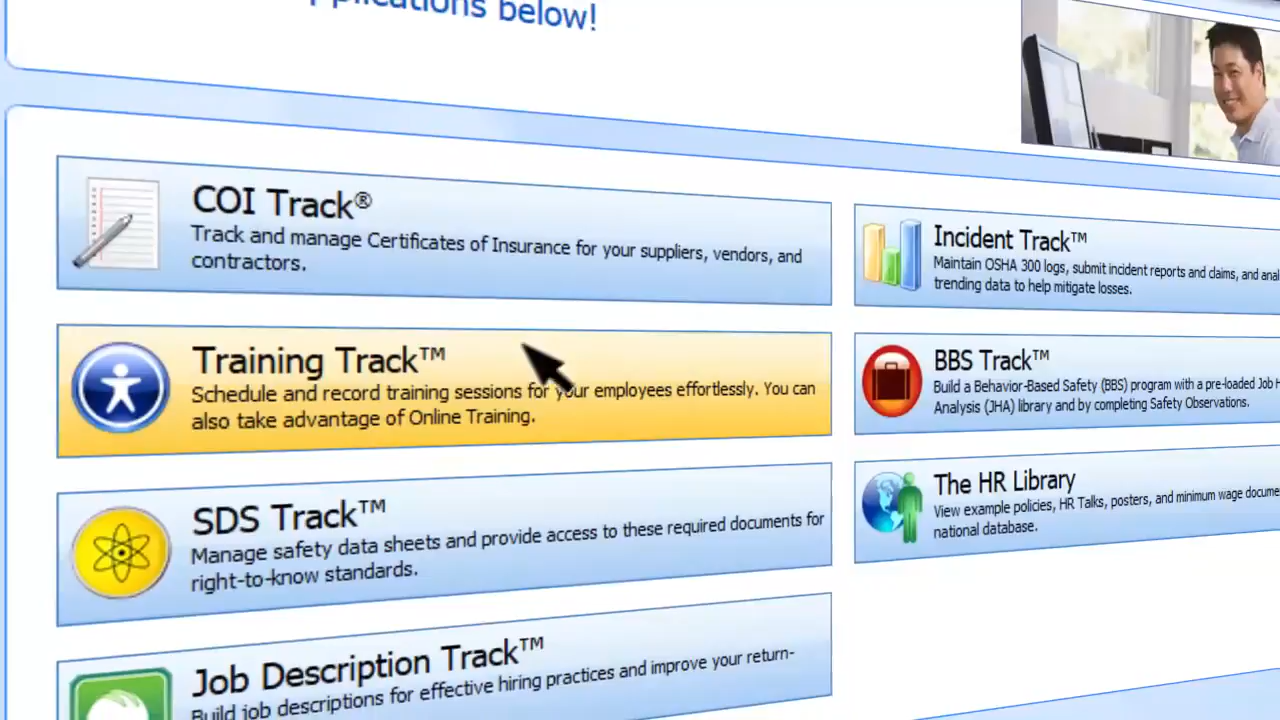 applications below!
COI Track®
Track and manage Certificates of Insurance for your suppliers, vendors, and
contractors.
Training Track™
Schedule and record training sessions for your employees effortlessly. You can
also take advantage of Online Training.
SDS Track™
Manage safety data sheets and provide access to these required documents for
right-to-know standards.
Job Description Track™
Build job descriptions for effective hiring practices and improve your return-
Incident Track™
Maintain OSHA 300 logs, submit incident reports and claims, and
trending data to help mitigate losses.
BBS Track™
Build a Behavior-Based Safety (BBS) program with a pre-loaded Job
Analysis (JHA) library and by completing Safety Observations.
The HR Library
View example policies, HR Talks, posters, and minimum wage
national database.